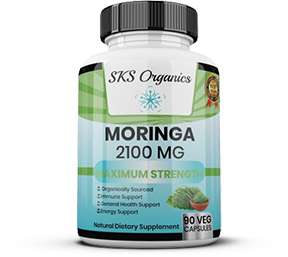 SKS Organics
MORINGA
2100 MG
MAXIMUM STRENGTH
Organically Sourced
Immune Support
General Health Support
Energy Support
90 VEG
CAPSULES
Natural Dietary Supplement